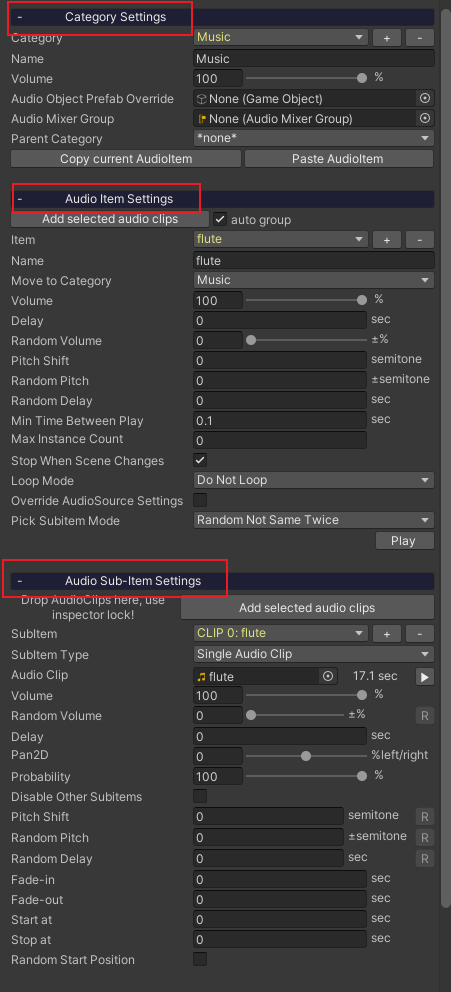 - Category Settings
Category Music + -
Name Music
Volume 100 %
Audio Object Prefab Override None (Game Object)
Audio Mixer Group None (Audio Mixer Group)
Parent Category *none*
Copy current AudioItem Paste AudioItem
- Audio Item Settings
Add selected audio clips auto group
Item flute + -
Name flute
Move to Category Music
Volume 100 %
Delay 0 sec
Random Volume 0 ±%
Pitch Shift 0 semitone
Random Pitch 0 ±semitone
Random Delay 0 sec
Min Time Between Play 0.1 sec
Max Instance Count 0
Stop When Scene Changes
Loop Mode Do Not Loop
Override AudioSource Settings
Pick Subitem Mode Random Not Same Twice
Play
- Audio Sub-Item Settings
Drop AudioClips here, use
inspector lock! Add selected audio clips
SubItem CLIP 0: flute + -
SubItem Type Single Audio Clip
Audio Clip flute 17.1 sec
Volume 100 %
Random Volume 0 ±% R
Delay 0 sec
Pan2D 0 %left/right
Probability 100 %
Disable Other Subitems
Pitch Shift 0 semitone R
Random Pitch 0 ±semitone R
Random Delay 0 sec R
Fade-in 0 sec
Fade-out 0 sec
Start at 0 sec
Stop at 0 sec
Random Start Position